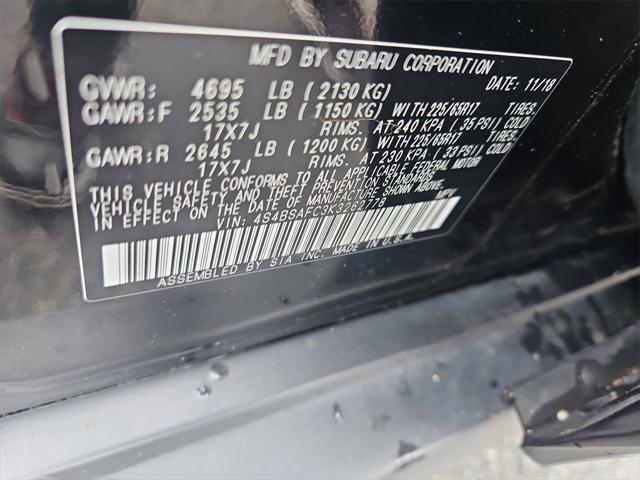 MFD BY SUBARU CORPORATION
GVWR: 4695 LB (2130 KG) DATE: 11/18
GAWR:F 2535 LB (1150 KG) WITH 225/65R17 TIRES.
17X7J RIMS. AT 240 KPA (35 PSI) COLD.
GAWR:R 2645 LB (1200 KG) WITH 225/65R17 TIRES.
17X7J RIMS. AT 230 KPA (33 PSI) COLD.
THIS VEHICLE CONFORMS TO ALL APPLICABLE FEDERAL MOTOR
VEHICLE SAFETY AND THEFT PREVENTION STANDARDS
IN EFFECT ON DATE OF MANUFACTURE SHOWN ABOVE.
VIN: 4S4BSAFC3K3262778
ASSEMBLED BY SIA INC. MADE IN U.S.A.